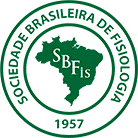 SOCIEDADE BRASILEIRA DE FISIOLOGIA
SBFis
1957